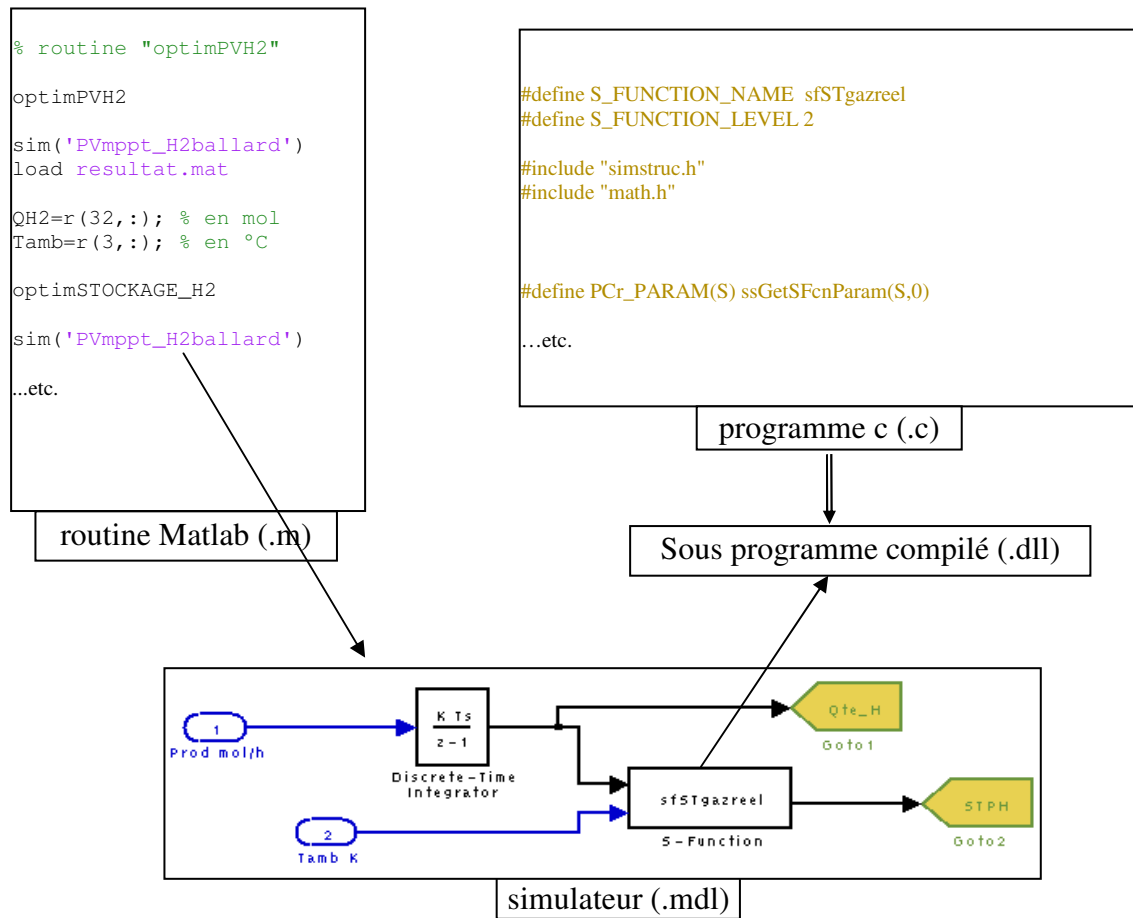 % routine "optimPVH2"
optimPVH2
sim('PVmppt_H2ballard')
load resultat.mat
QH2=r(32,:); % en mol
Tamb=r(3,:); % en °C
optimSTOCKAGE_H2
sim('PVmppt_H2ballard')
...etc.
routine Matlab (.m)
#define S_FUNCTION_NAME  sfSTgazreel
#define S_FUNCTION_LEVEL 2
#include "simstruc.h"
#include "math.h"
#define PCr_PARAM(S) ssGetSFcnParam(S,0)
…etc.
programme c (.c)
Sous programme compilé (.dll)
1
Prod mol/h
K Ts
z-1
Discrete-Time
Integrator
Qte_H
Goto1
2
Tamb K
sfSTgazreel
S-Function
STPH
Goto2
simulateur (.mdl)